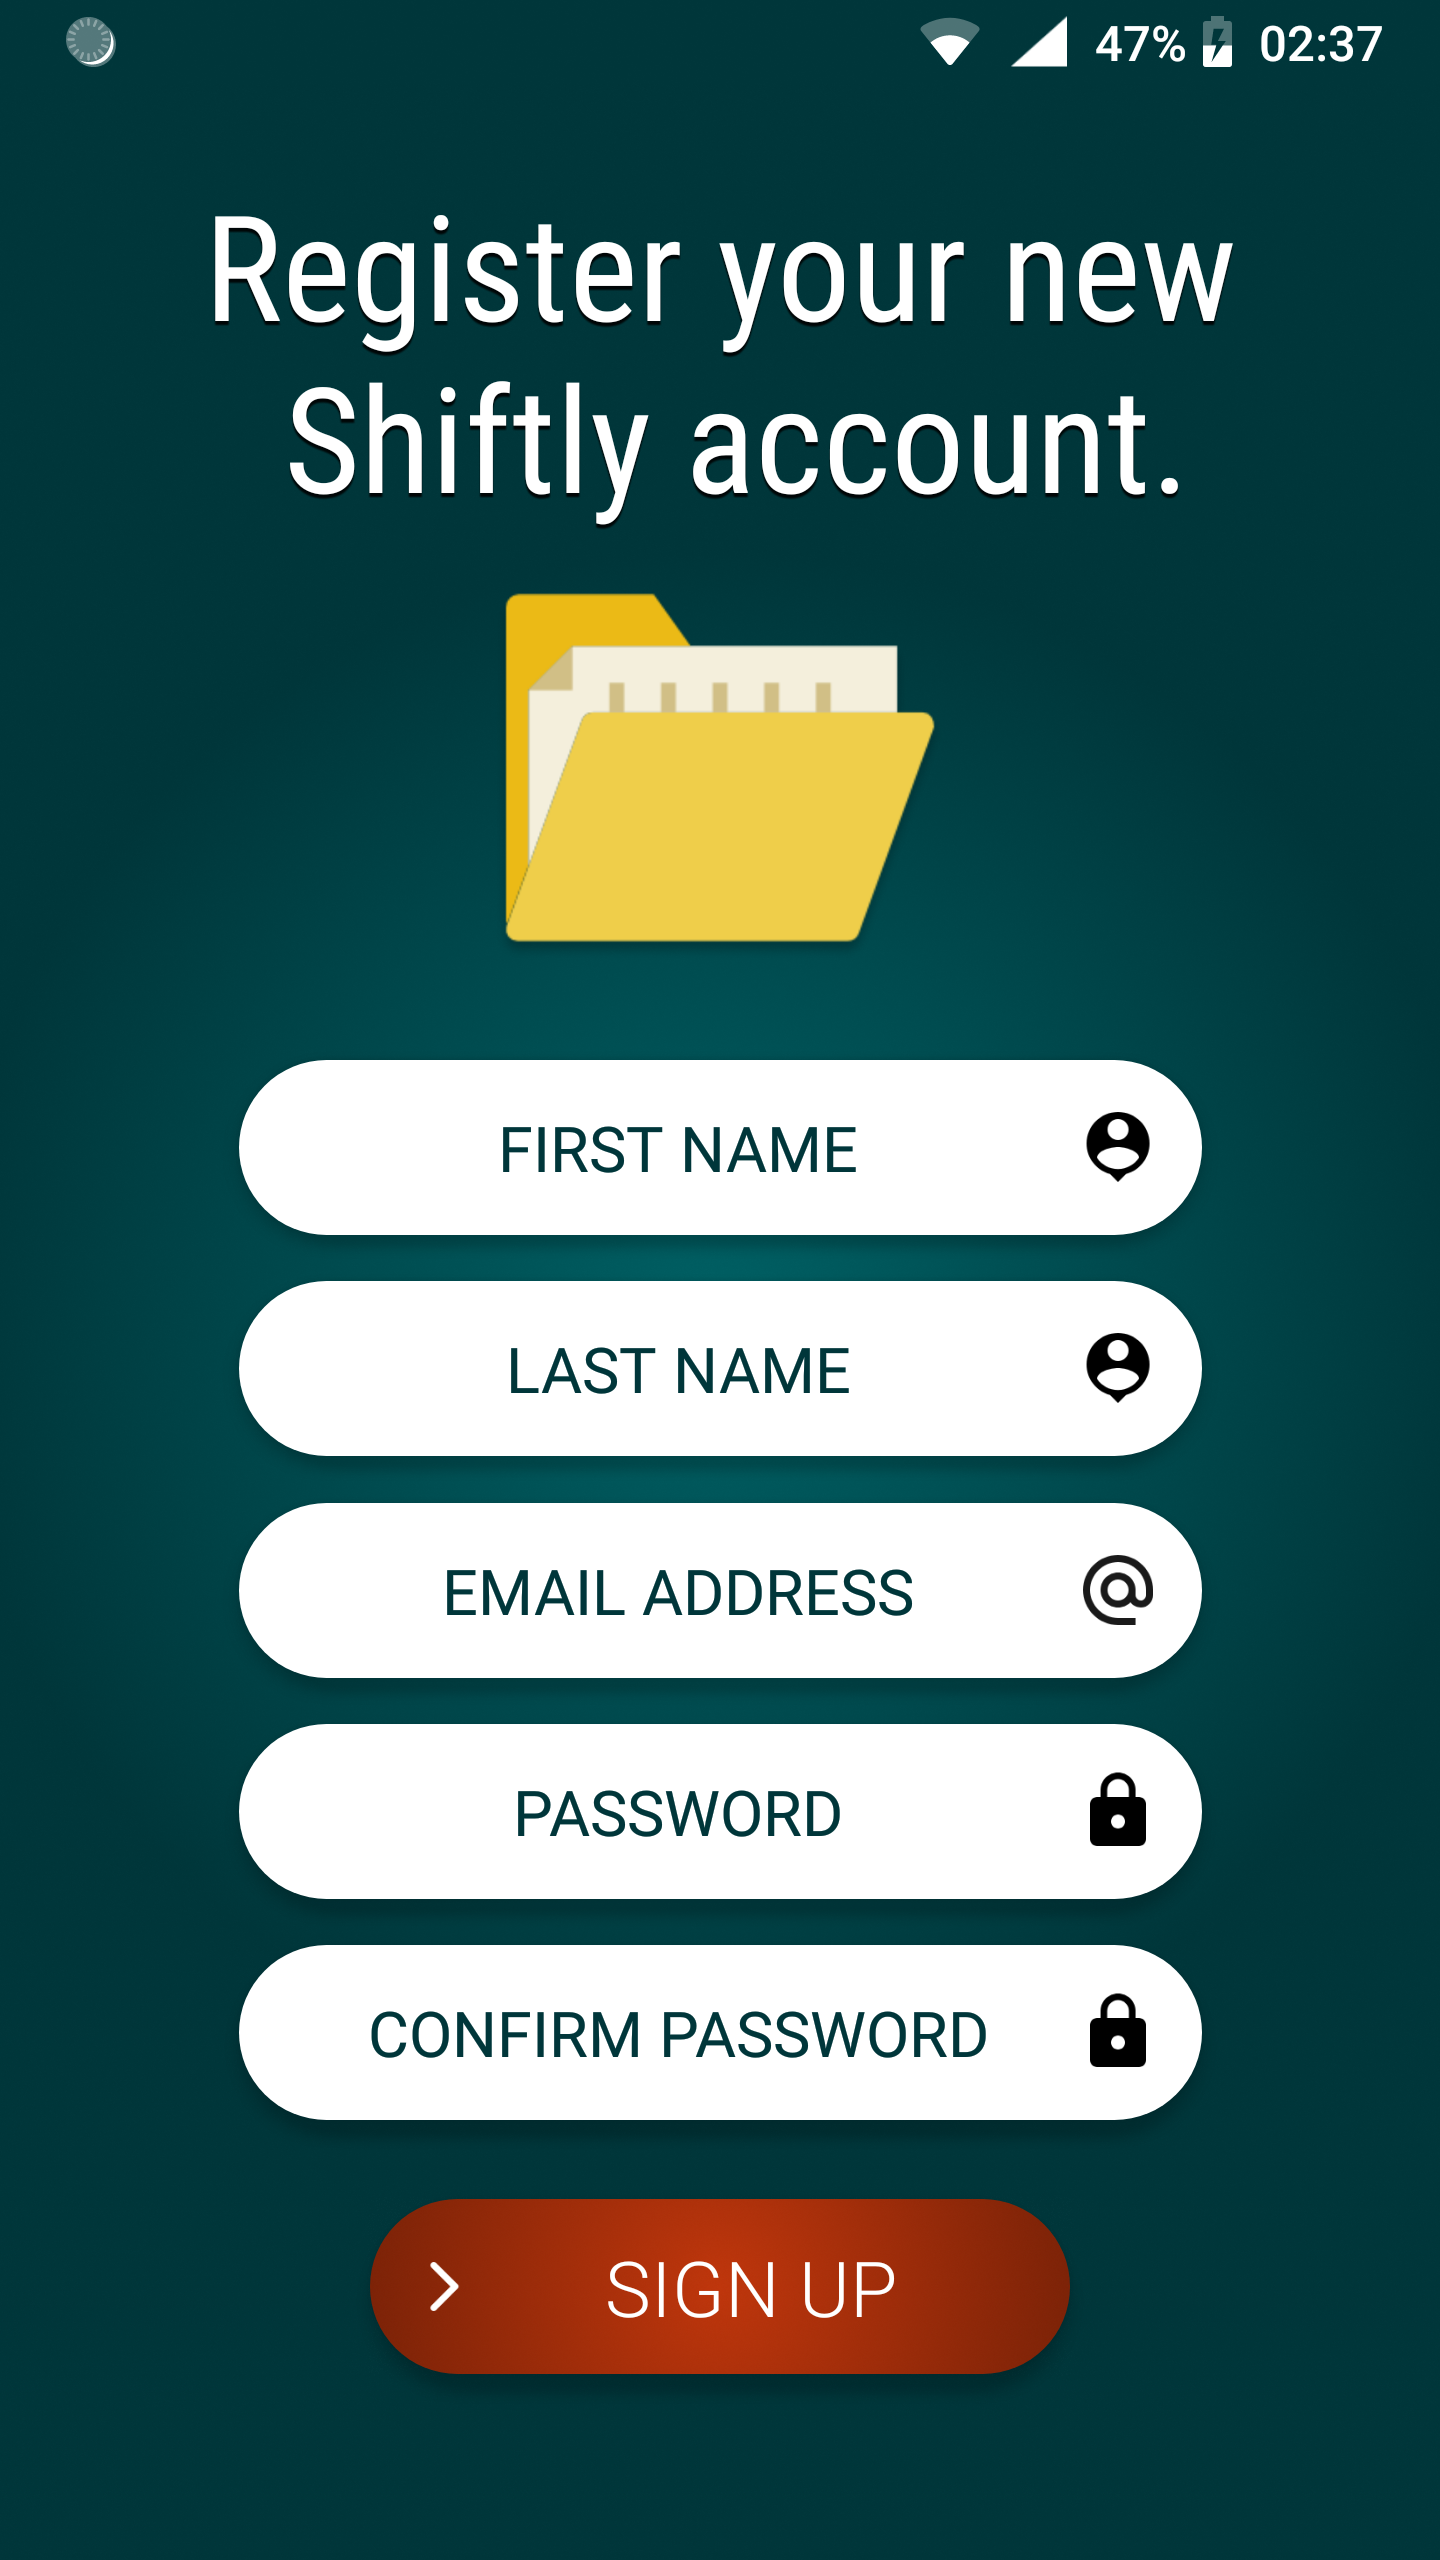 47% 02:37
Register your new
Shiftly account.
FIRST NAME
LAST NAME
EMAIL ADDRESS
PASSWORD
CONFIRM PASSWORD
SIGN UP